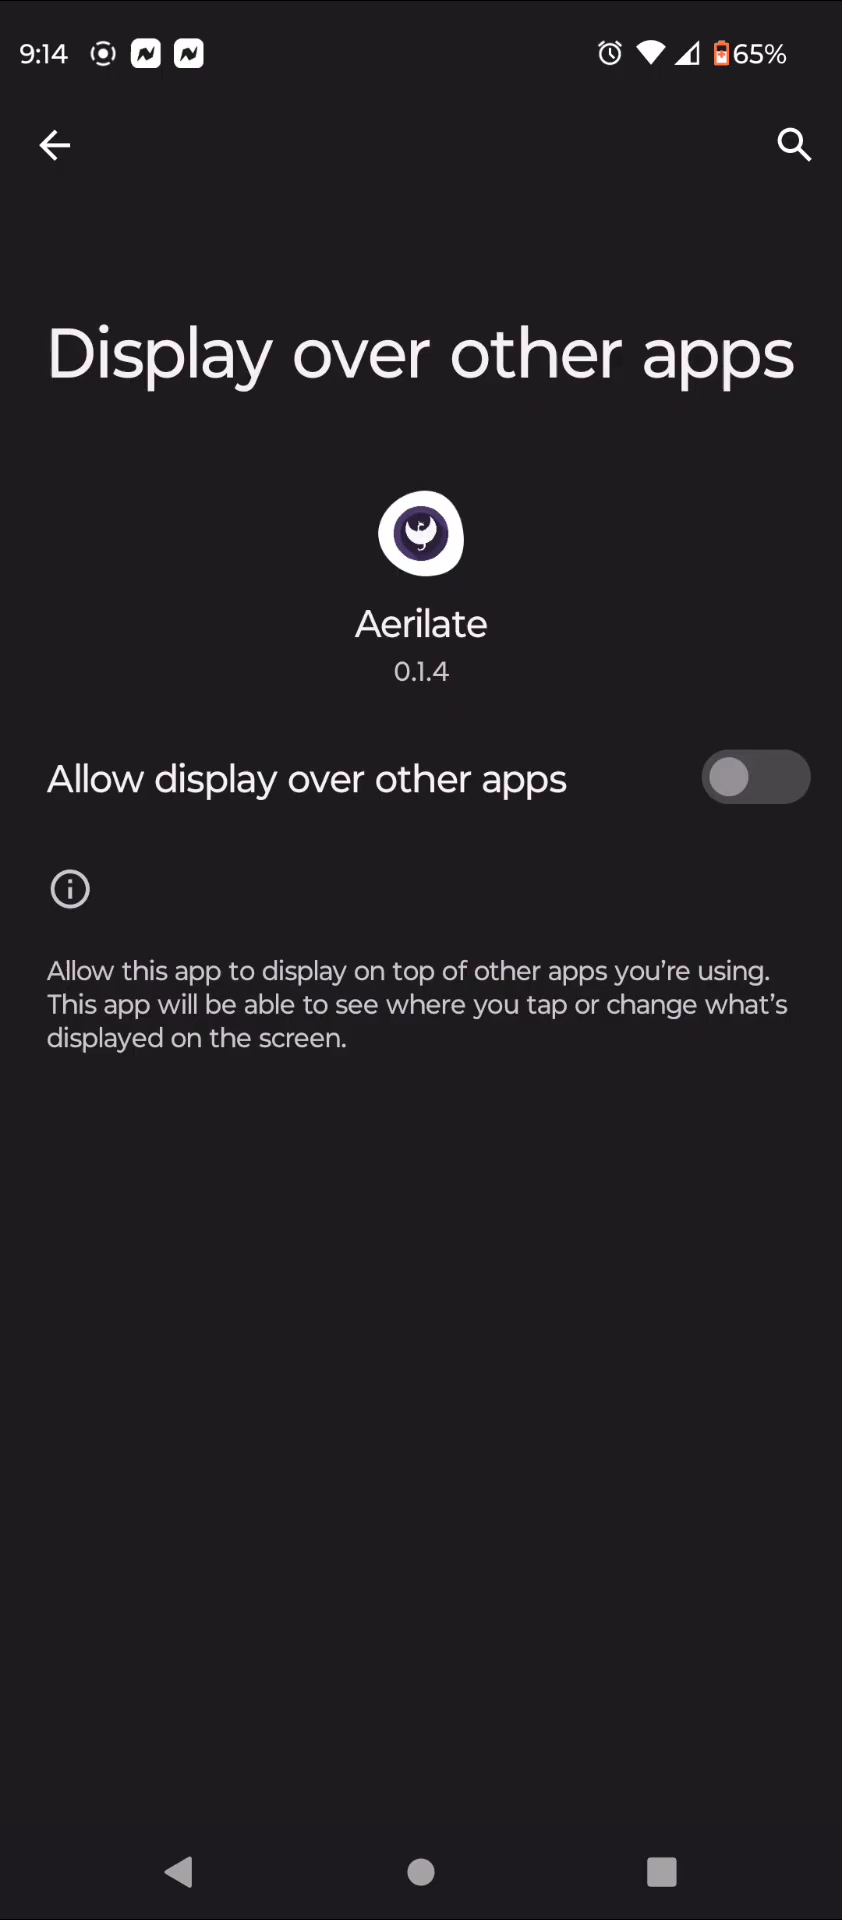 9:14 65%
Display over other apps
Aerilate
0.1.4
Allow display over other apps
Allow this app to display on top of other apps you’re using.
This app will be able to see where you tap or change what’s
displayed on the screen.